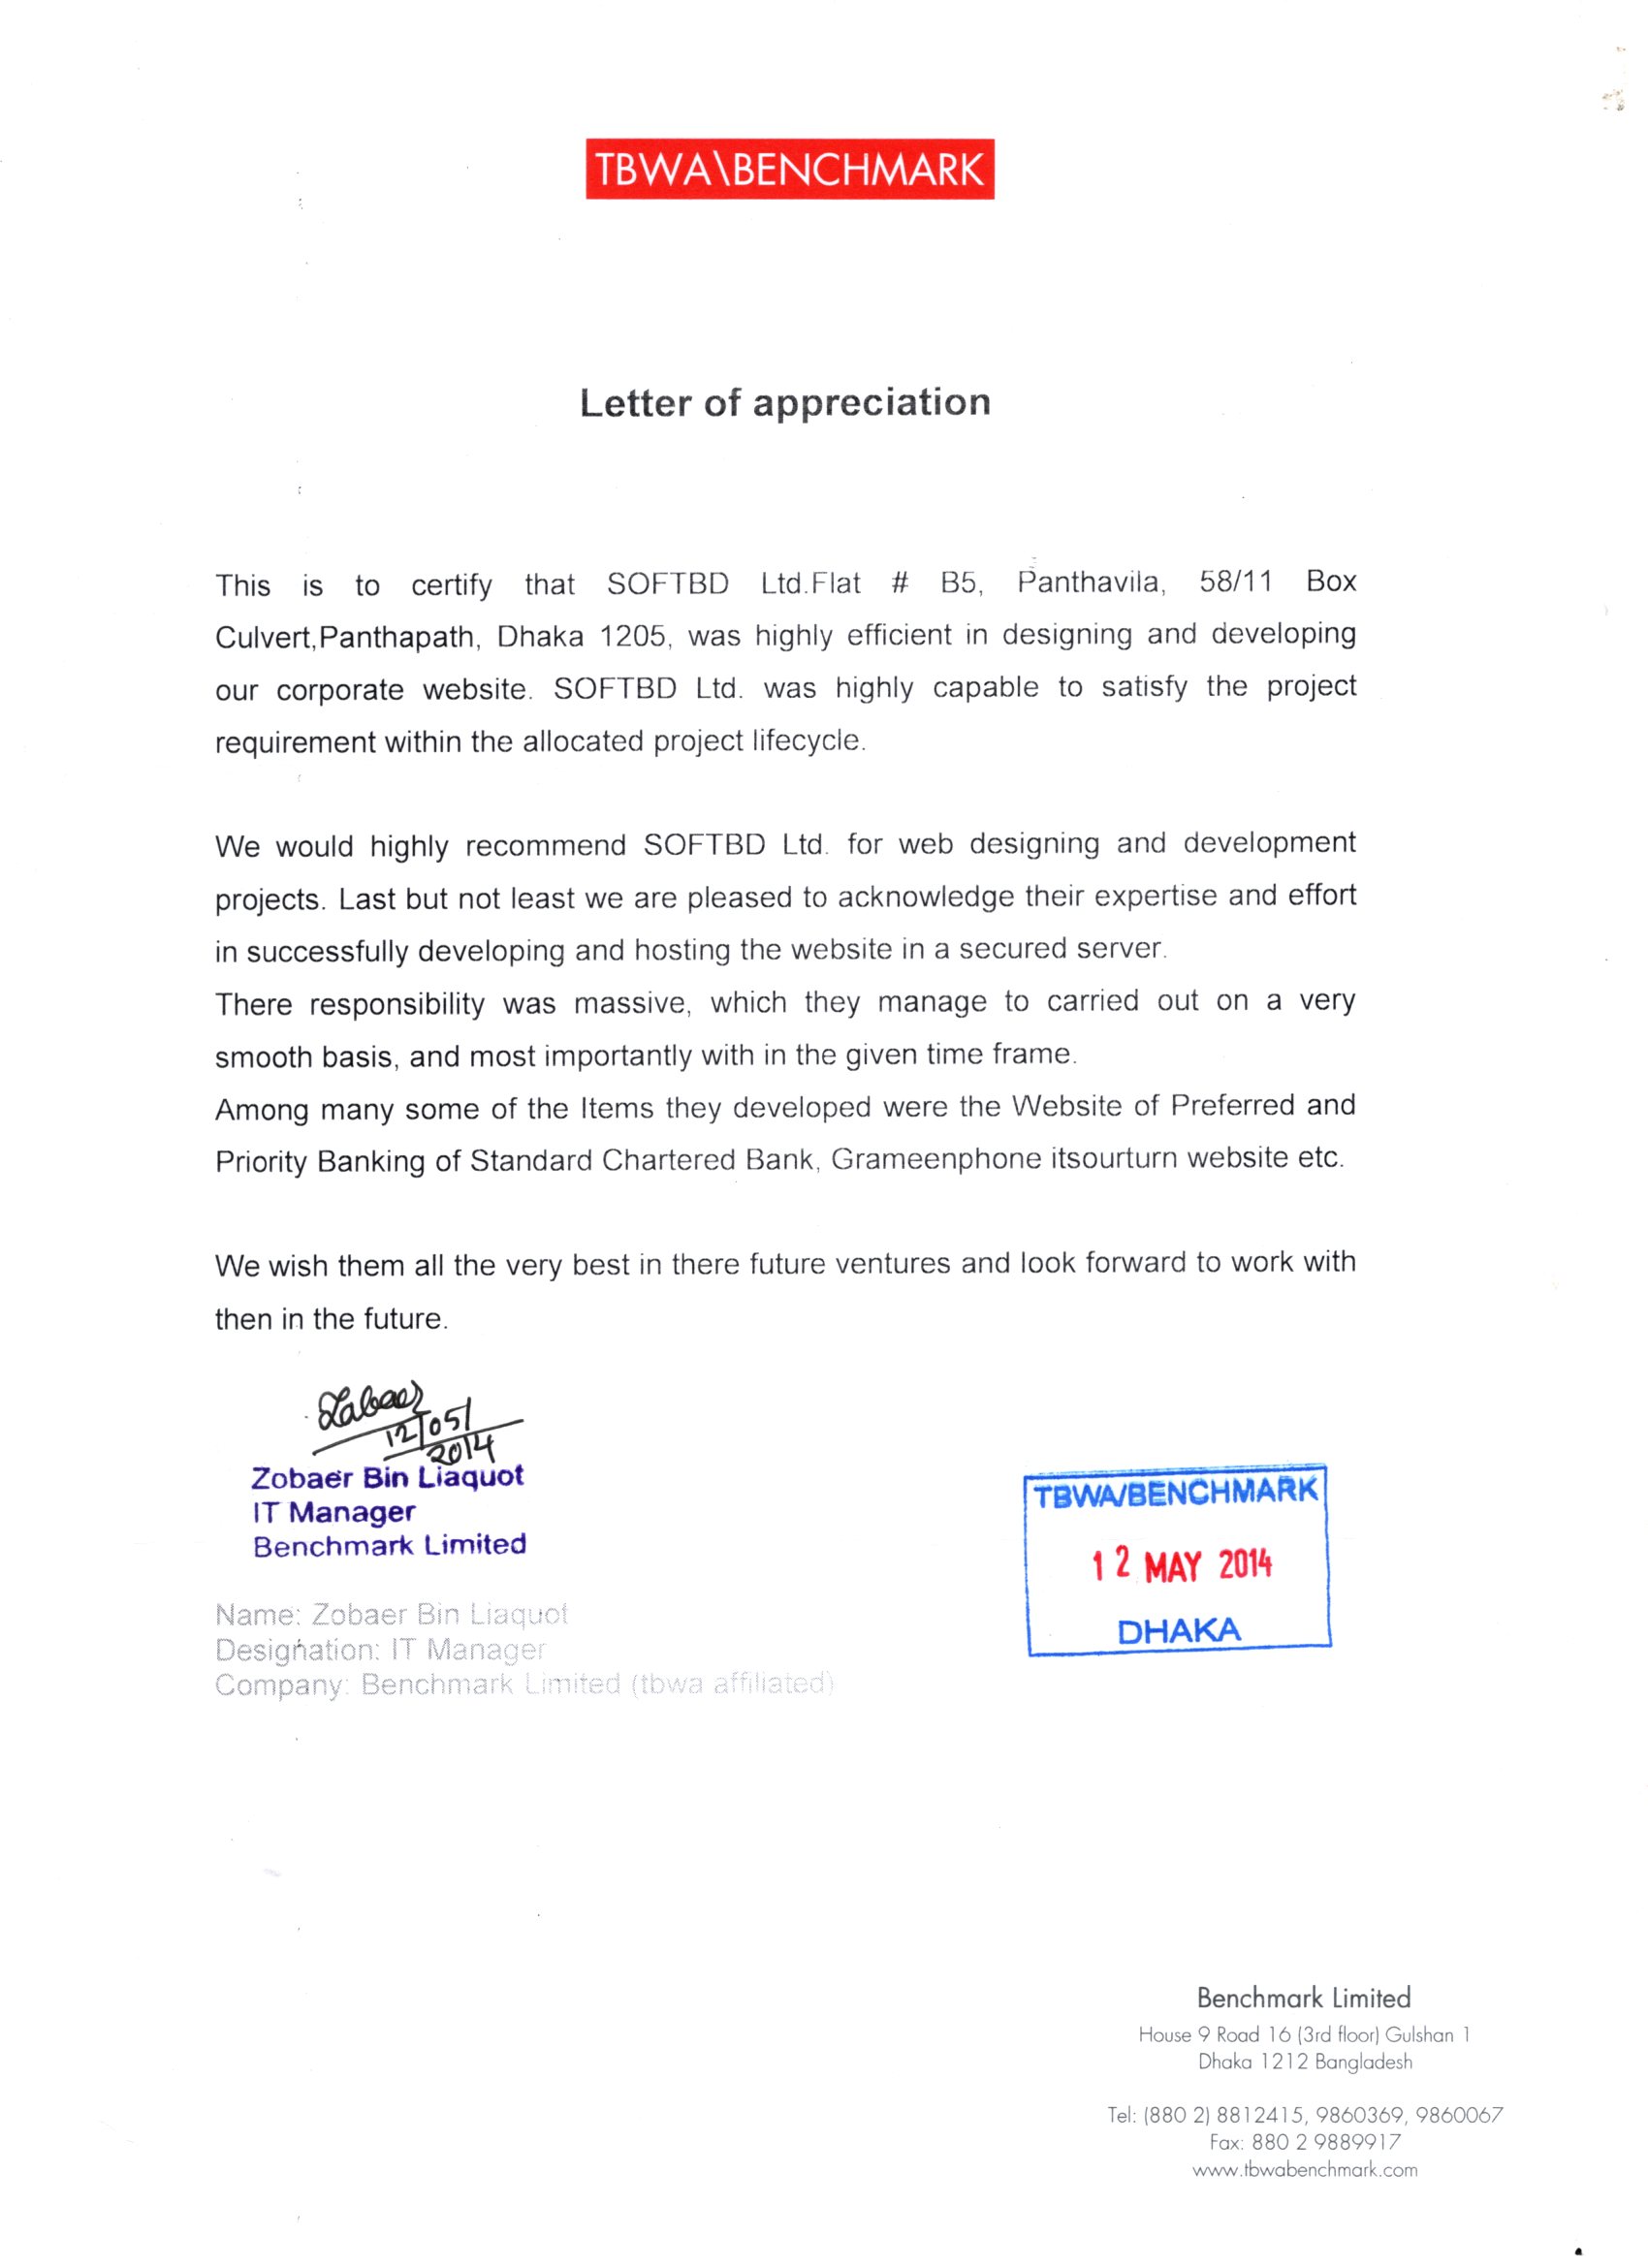 TBWA\BENCHMARK
Letter of appreciation
This is to certify that SOFTBD Ltd.Flat # B5, Panthavila, 58/11 Box
Culvert,Panthapath, Dhaka 1205, was highly efficient in designing and developing
our corporate website. SOFTBD Ltd. was highly capable to satisfy the project
requirement within the allocated project lifecycle.
We would highly recommend SOFTBD Ltd. for web designing and development
projects. Last but not least we are pleased to acknowledge their expertise and effort
in successfully developing and hosting the website in a secured server.
There responsibility was massive, which they manage to carried out on a very
smooth basis, and most importantly with in the given time frame.
Among many some of the Items they developed were the Website of Preferred and
Priority Banking of Standard Chartered Bank, Grameenphone itsourturn website etc.
We wish them all the very best in there future ventures and look forward to work with
then in the future.
Zabaer
12/05/
2014
Zobaer Bin Liaquot
IT Manager
Benchmark Limited
Name: Zobaer Bin Liaquot
Designation: IT Manager
Company: Benchmark Limited (tbwa affiliated)
TBWA/BENCHMARK
12 MAY 2014
DHAKA
Benchmark Limited
House 9 Road 16 (3rd floor) Gulshan 1
Dhaka 1212 Bangladesh
Tel: (880 2) 8812415, 9860369, 9860067
Fax: 880 2 9889917
www.tbwabenchmark.com